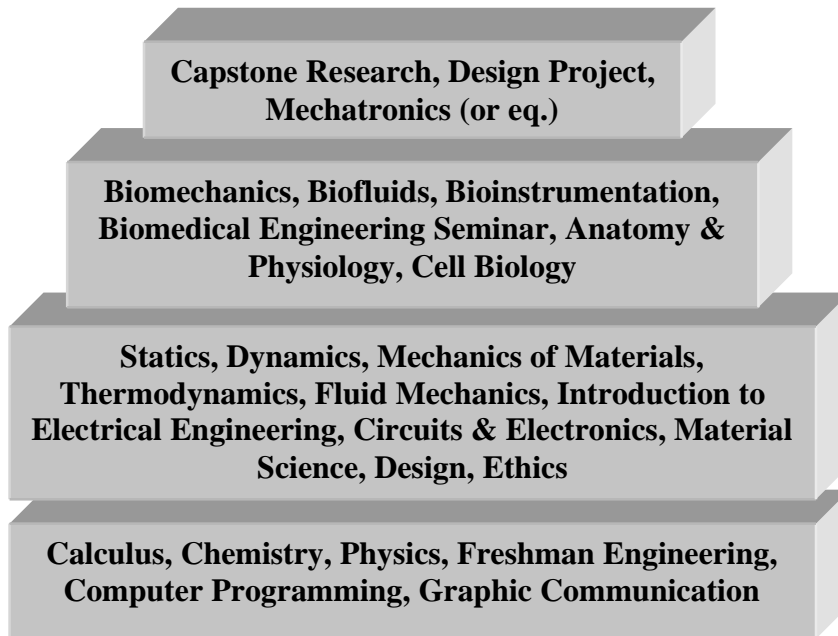 Capstone Research, Design Project,
Mechatronics (or eq.)
Biomechanics, Biofluids, Bioinstrumentation,
Biomedical Engineering Seminar, Anatomy &
Physiology, Cell Biology
Statics, Dynamics, Mechanics of Materials,
Thermodynamics, Fluid Mechanics, Introduction to
Electrical Engineering, Circuits & Electronics, Material
Science, Design, Ethics
Calculus, Chemistry, Physics, Freshman Engineering,
Computer Programming, Graphic Communication